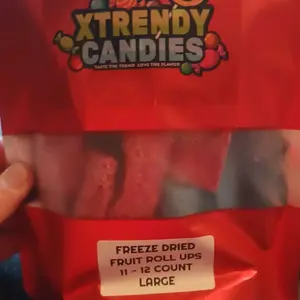 XTRENDY
CANDIES
TASTE THE TREND LOVE THE FLAVOR
FREEZE DRIED
FRUIT ROLL UPS
11 - 12 COUNT
LARGE